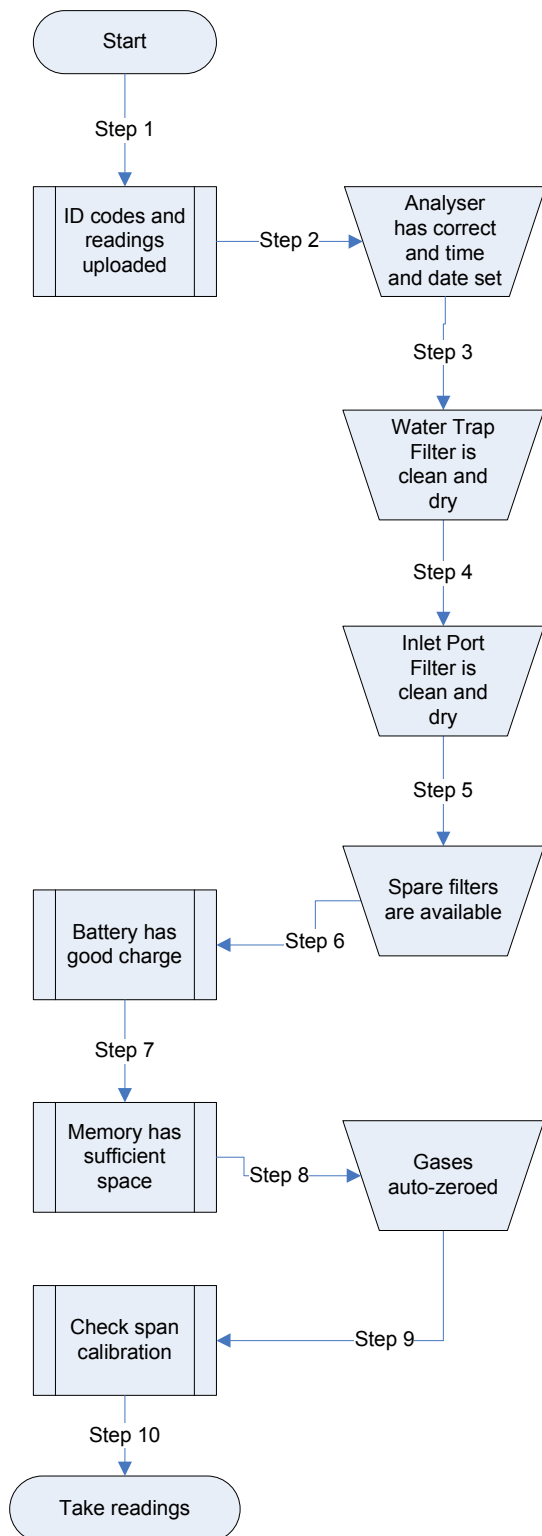 Start
Step 1
ID codes and
readings
uploaded
Step 2
Analyser
has correct
and time
and date set
Step 3
Water Trap
Filter is
clean and
dry
Step 4
Inlet Port
Filter is
clean and
dry
Step 5
Spare filters
are available
Step 6
Battery has
good charge
Step 7
Memory has
sufficient
space
Step 8
Gases
auto-zeroed
Step 9
Check span
calibration
Step 10
Take readings